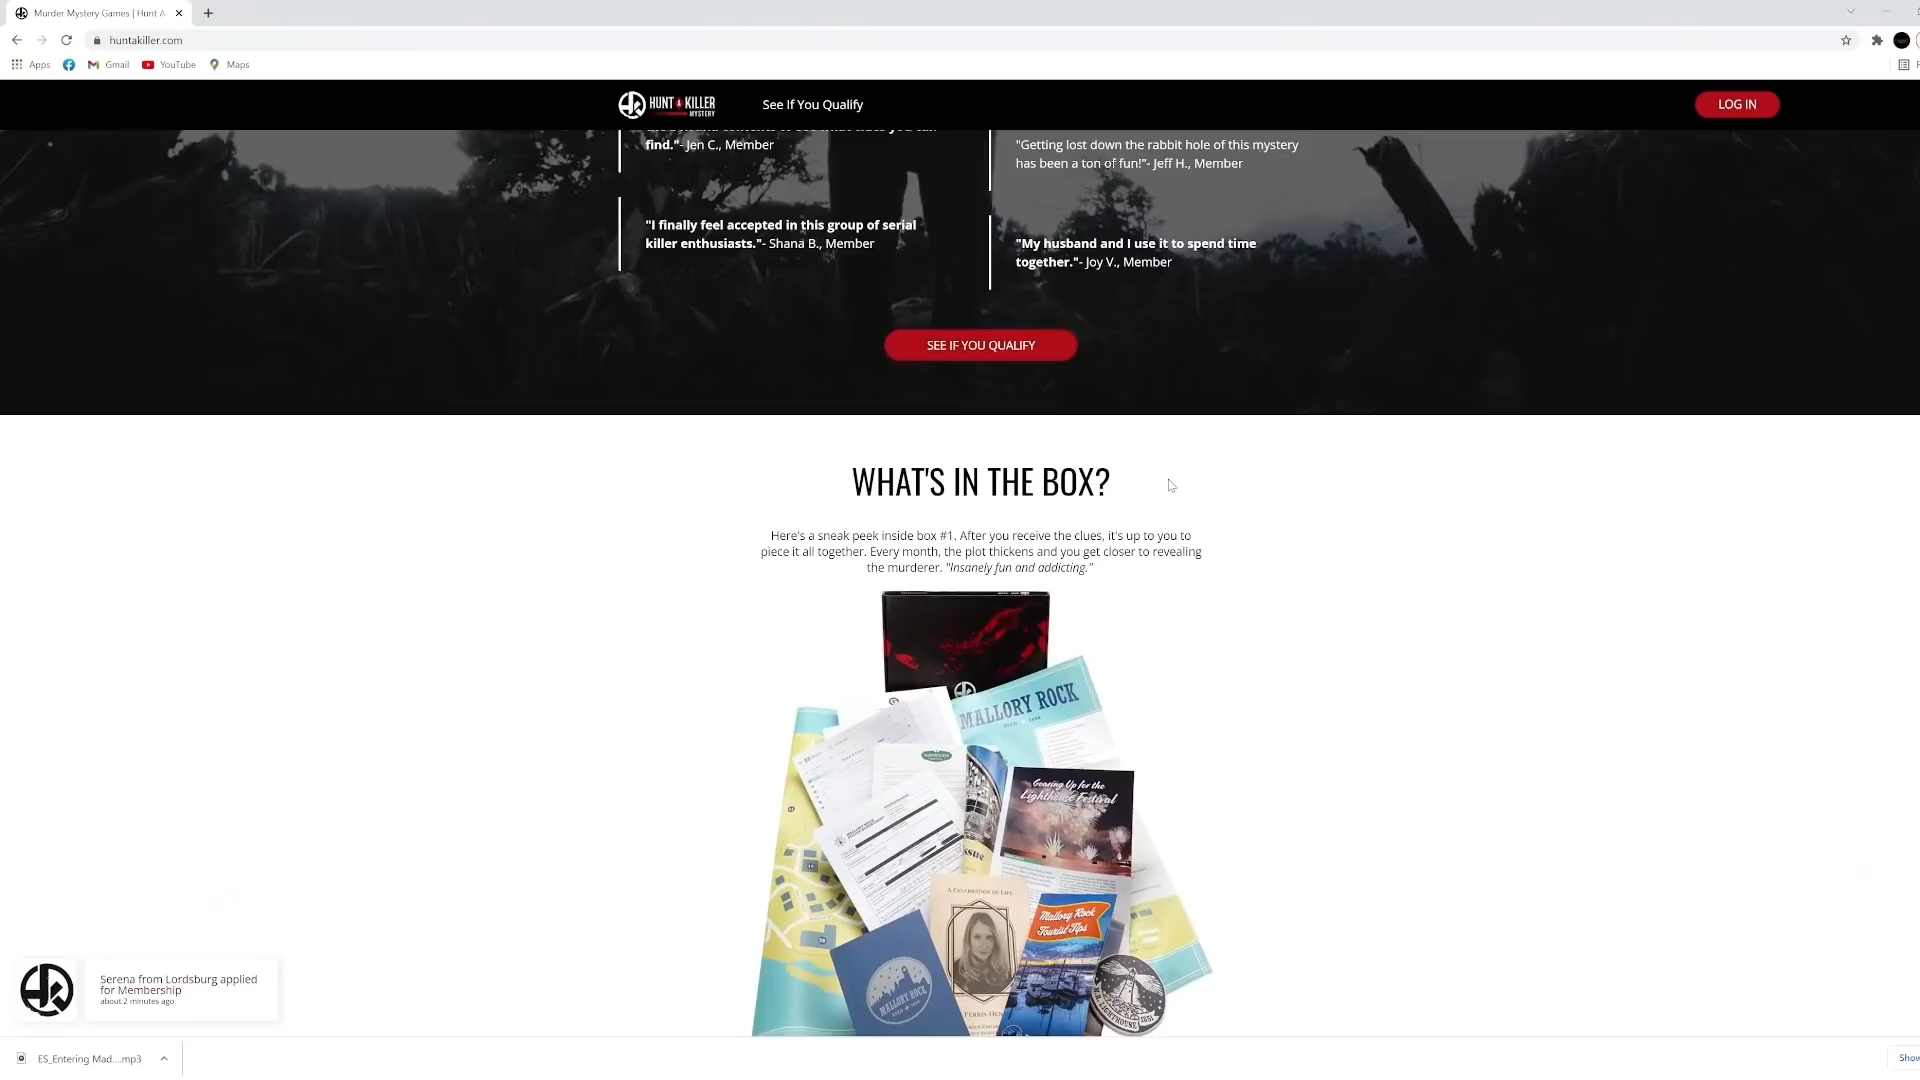 Murder Mystery Games | Hunt A
huntakiller.com
Apps
Gmail
YouTube
Maps
HUNT A KILLER
MYSTERY
See If You Qualify
LOG IN
find."- Jen C., Member
"Getting lost down the rabbit hole of this mystery
has been a ton of fun!"- Jeff H., Member
"I finally feel accepted in this group of serial
killer enthusiasts."- Shana B., Member
"My husband and I use it to spend time
together."- Joy V., Member
SEE IF YOU QUALIFY
WHAT'S IN THE BOX?
Here's a sneak peek inside box #1. After you receive the clues, it's up to you to
piece it all together. Every month, the plot thickens and you get closer to revealing
the murderer. "Insanely fun and addicting."
MALLORY ROCK
Gearing Up for the
Lighthouse Festival
ssue
A CELEBRATION OF LIFE
Mallory Rock
Tourist Tips
MALLORY ROCK
M.R. LIGHTHOUSE 1851
Serena from Lordsburg applied
for Membership
about 2 minutes ago
ES_Entering Mad....mp3
Show